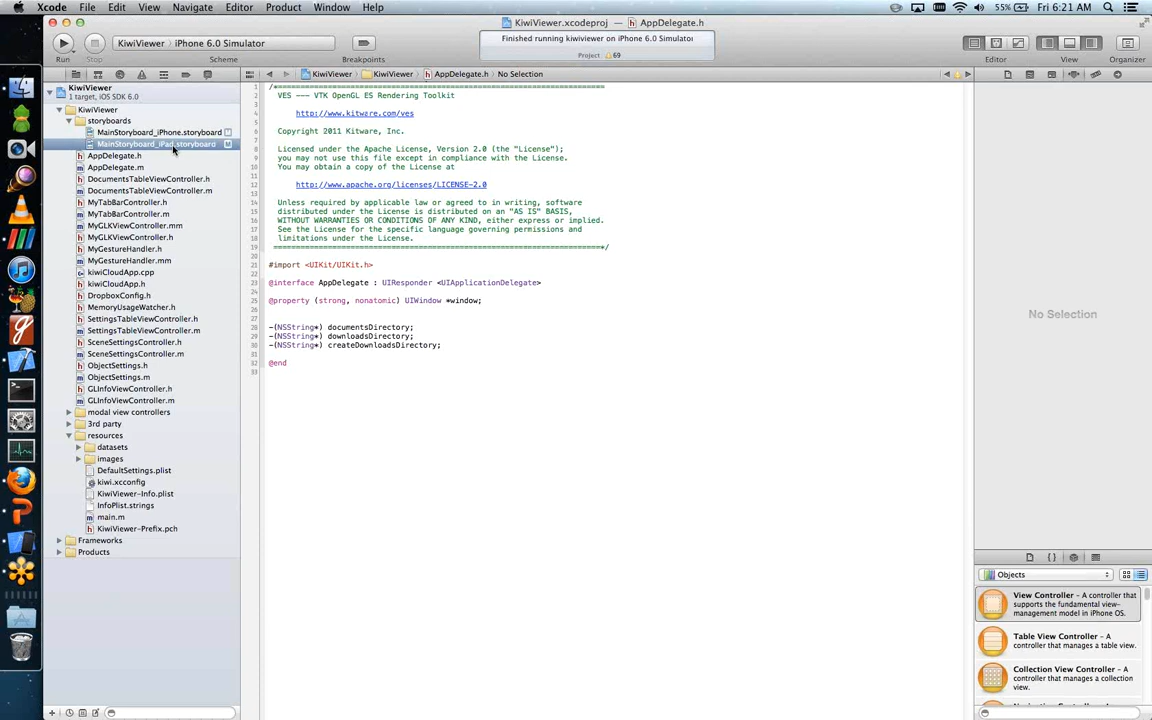 Xcode File Edit View Navigate Editor Product Window Help
55% Fri 6:21 AM
KiwiViewer.xcodeproj — AppDelegate.h
Run Stop
KiwiViewer iPhone 6.0 Simulator
Scheme
Breakpoints
Finished running kiwiviewer on iPhone 6.0 Simulator
Project 69
Editor View Organizer
KiwiViewer KiwiViewer AppDelegate.h No Selection
KiwiViewer
1 target, iOS SDK 6.0
KiwiViewer
storyboards
MainStoryboard_iPhone.storyboard M
MainStoryboard_iPad.storyboard M
AppDelegate.h
AppDelegate.m
DocumentsTableViewController.h
DocumentsTableViewController.m
MyTabBarController.h
MyTabBarController.m
MyGLKViewController.mm
MyGLKViewController.h
MyGestureHandler.h
MyGestureHandler.mm
kiwiCloudApp.cpp
kiwiCloudApp.h
DropboxConfig.h
MemoryUsageWatcher.h
SettingsTableViewController.h
SettingsTableViewController.m
SceneSettingsController.h
SceneSettingsController.m
ObjectSettings.h
ObjectSettings.m
GLInfoViewController.h
GLInfoViewController.m
modal view controllers
3rd party
resources
datasets
images
DefaultSettings.plist
kiwi.xcconfig
KiwiViewer-Info.plist
InfoPlist.strings
main.m
KiwiViewer-Prefix.pch
Frameworks
Products
/*========================================================================
VES --- VTK OpenGL ES Rendering Toolkit
http://www.kitware.com/ves
Copyright 2011 Kitware, Inc.
Licensed under the Apache License, Version 2.0 (the "License");
you may not use this file except in compliance with the License.
You may obtain a copy of the License at
http://www.apache.org/licenses/LICENSE-2.0
Unless required by applicable law or agreed to in writing, software
distributed under the License is distributed on an "AS IS" BASIS,
WITHOUT WARRANTIES OR CONDITIONS OF ANY KIND, either express or implied.
See the License for the specific language governing permissions and
limitations under the License.
========================================================================*/
#import <UIKit/UIKit.h>
@interface AppDelegate : UIResponder <UIApplicationDelegate>
@property (strong, nonatomic) UIWindow *window;
-(NSString*) documentsDirectory;
-(NSString*) downloadsDirectory;
-(NSString*) createDownloadsDirectory;
@end
No Selection
Objects
View Controller – A controller that
supports the fundamental view-
management model in iPhone OS.
Table View Controller – A
controller that manages a table view.
Collection View Controller – A
controller that manages a collection
view.